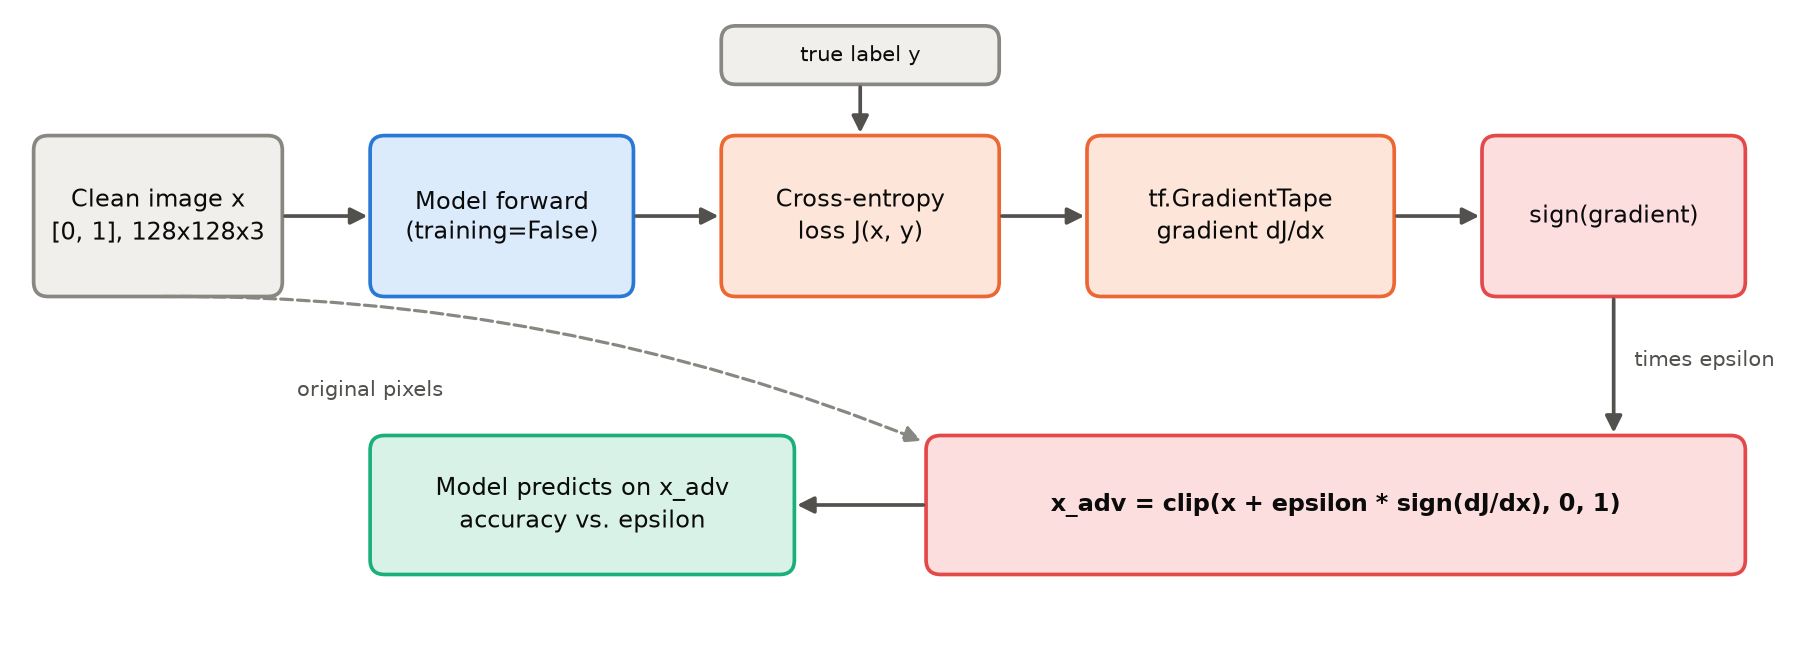 true label y
Clean image x
[0, 1], 128x128x3
Model forward
(training=False)
Cross-entropy
loss J(x, y)
tf.GradientTape
gradient dJ/dx
sign(gradient)
times epsilon
original pixels
Model predicts on x_adv
accuracy vs. epsilon
x_adv = clip(x + epsilon * sign(dJ/dx), 0, 1)